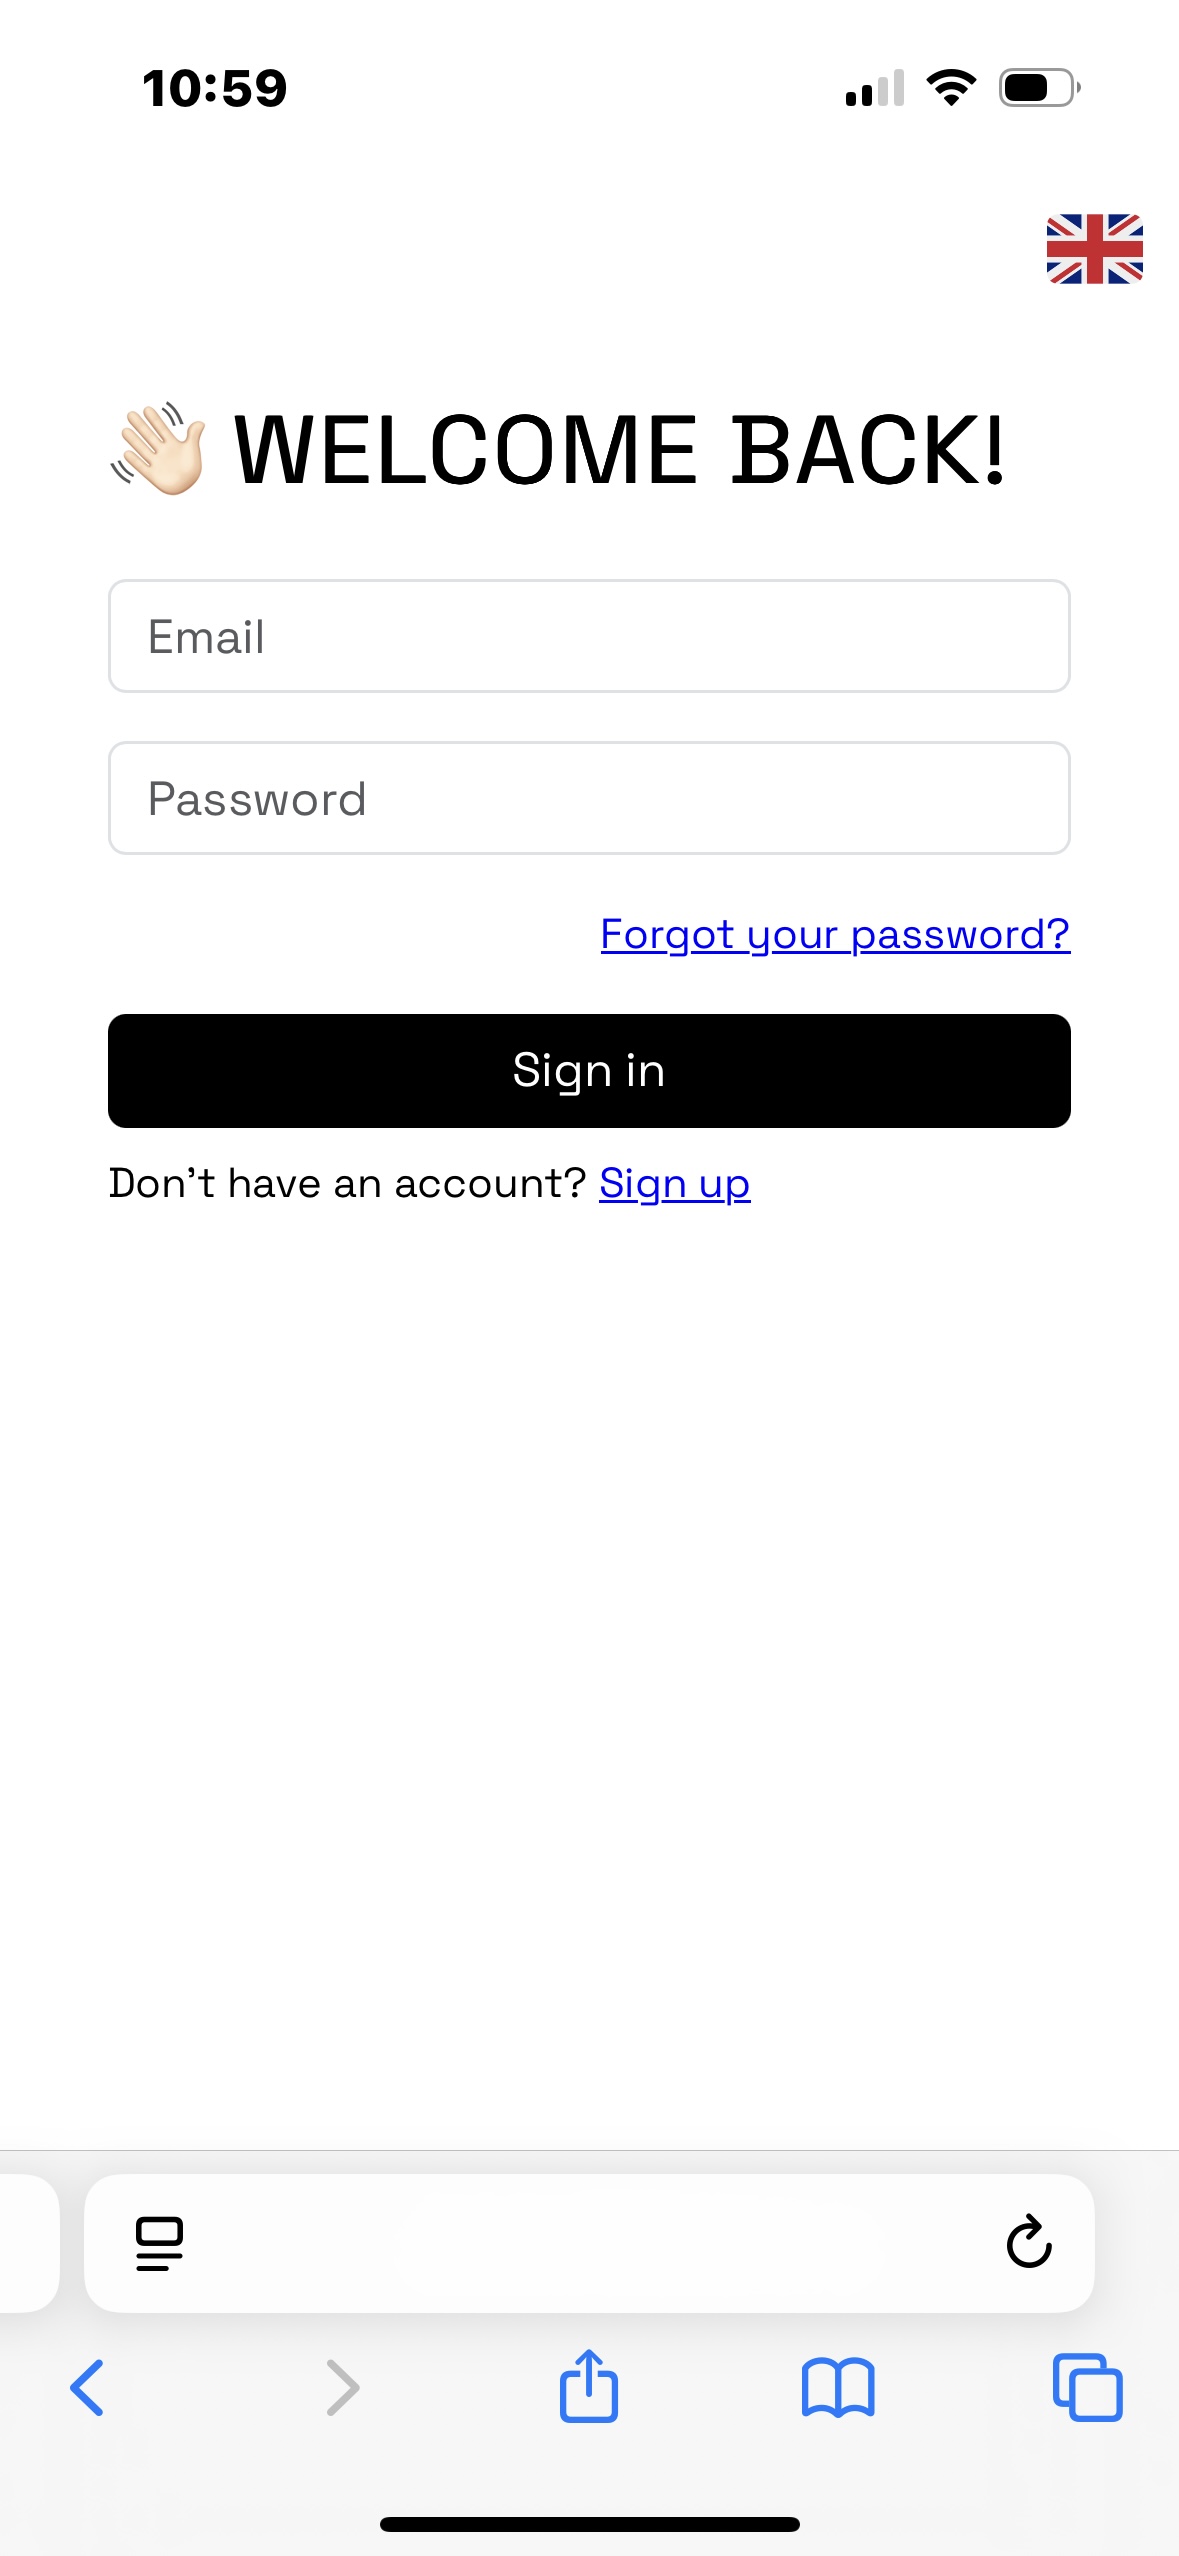 10:59
👋🏻 WELCOME BACK!
Email
Password
Forgot your password?
Sign in
Don't have an account? Sign up